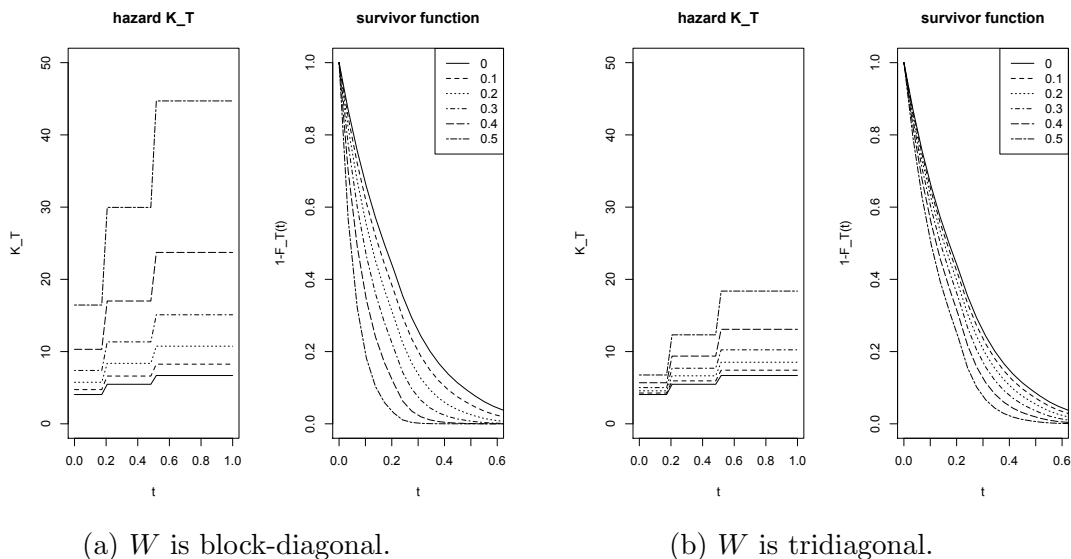 hazard K_T
survivor function
hazard K_T
survivor function
50
40
30
20
10
0
K_T
0.0 0.2 0.4 0.6 0.8 1.0
t
1.0
0.8
0.6
0.4
0.2
0.0
1-F_T(t)
0
0.1
0.2
0.3
0.4
0.5
0.0 0.2 0.4 0.6
t
50
40
30
20
10
0
K_T
0.0 0.2 0.4 0.6 0.8 1.0
t
1.0
0.8
0.6
0.4
0.2
0.0
1-F_T(t)
0
0.1
0.2
0.3
0.4
0.5
0.0 0.2 0.4 0.6
t
(a) W is block-diagonal.
(b) W is tridiagonal.